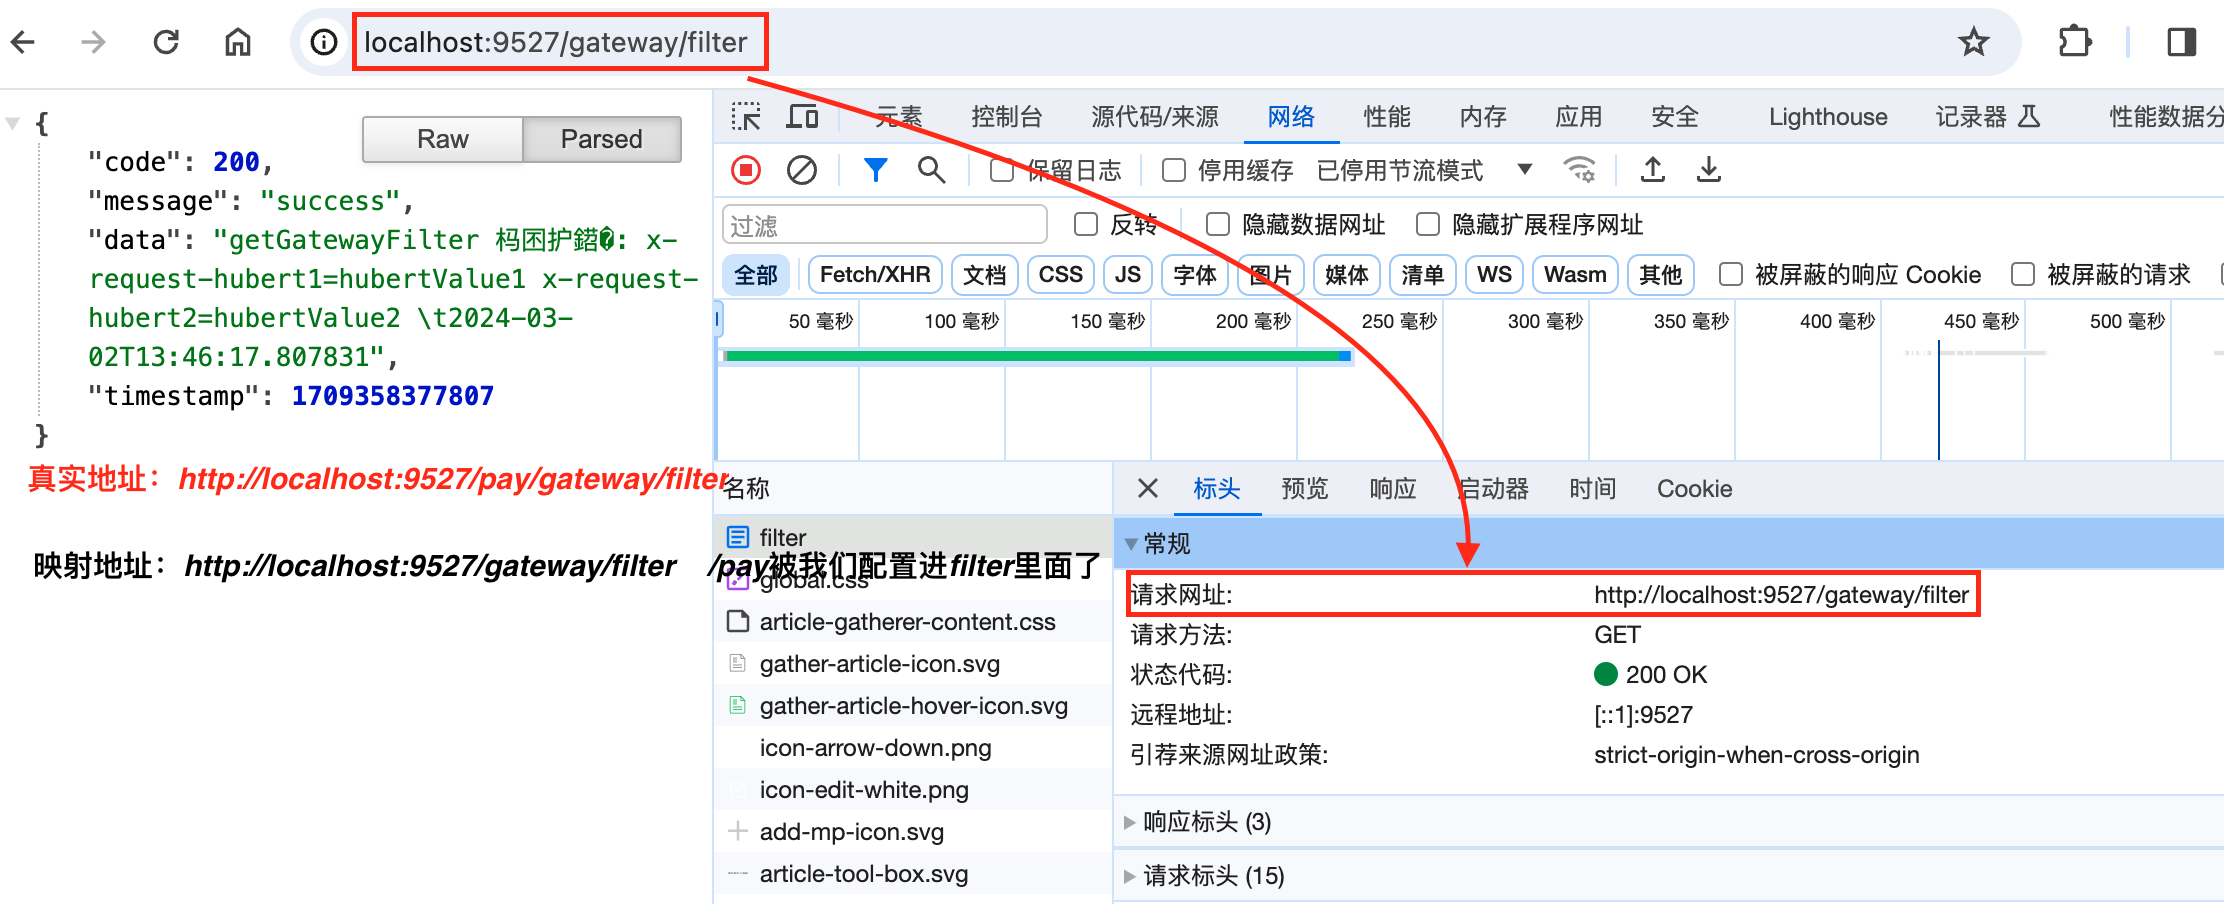 localhost:9527/gateway/filter
{
Raw Parsed
"code": 200,
"message": "success",
"data": "getGatewayFilter 杩囨护鍣�: x-
request-hubert1=hubertValue1 x-request-
hubert2=hubertValue2 \t2024-03-
02T13:46:17.807831",
"timestamp": 1709358377807
}
真实地址：http://localhost:9527/pay/gateway/filter
映射地址：http://localhost:9527/gateway/filter /pay被我们配置进filter里面了
元素 控制台 源代码/来源 网络 性能 内存 应用 安全 Lighthouse 记录器 性能数据分
保留日志 停用缓存 已停用节流模式
过滤 反转 隐藏数据网址 隐藏扩展程序网址
全部 Fetch/XHR 文档 CSS JS 字体 图片 媒体 清单 WS Wasm 其他 被屏蔽的响应 Cookie 被屏蔽的请求
50 毫秒 100 毫秒 150 毫秒 200 毫秒 250 毫秒 300 毫秒 350 毫秒 400 毫秒 450 毫秒 500 毫秒
名称
filter
global.css
article-gatherer-content.css
gather-article-icon.svg
gather-article-hover-icon.svg
icon-arrow-down.png
icon-edit-white.png
add-mp-icon.svg
article-tool-box.svg
标头 预览 响应 启动器 时间 Cookie
常规
请求网址: http://localhost:9527/gateway/filter
请求方法: GET
状态代码: 200 OK
远程地址: [::1]:9527
引荐来源网址政策: strict-origin-when-cross-origin
响应标头 (3)
请求标头 (15)